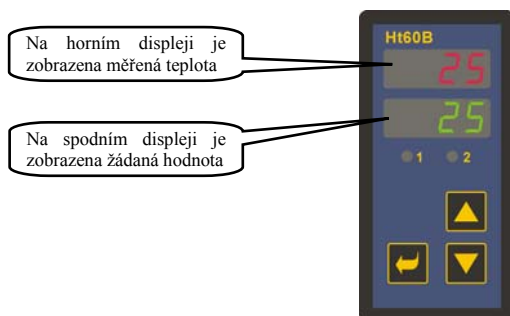 Na horním displeji je
zobrazena měřená teplota
Ht60B
25
Na spodním displeji je
zobrazena žádaná hodnota
25
1 2